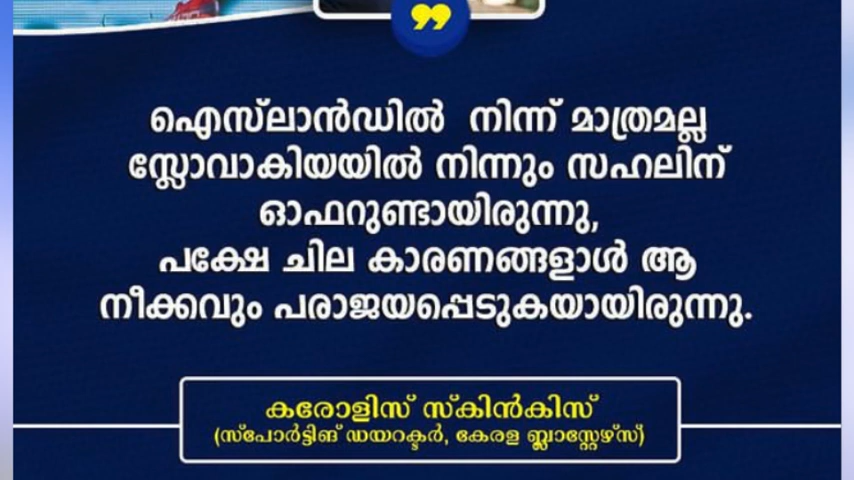 ഐസ്‌ലാൻഡിൽ നിന്ന് മാത്രമല്ല
സ്ലോവാകിയയിൽ നിന്നും സഹലിന്
ഓഫറുണ്ടായിരുന്നു,
പക്ഷേ ചില കാരണങ്ങളാൾ ആ
നീക്കവും പരാജയപ്പെടുകയായിരുന്നു.
കരോളിസ് സ്കിൻകിസ്
(സ്പോർട്ടിങ് ഡയറക്ടർ, കേരള ബ്ലാസ്റ്റേഴ്സ്)